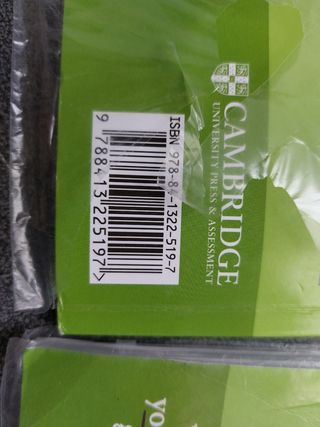 CAMBRIDGE
UNIVERSITY PRESS & ASSESSMENT
ISBN 978-84-1322-519-7
9 788413 225197 >
yo